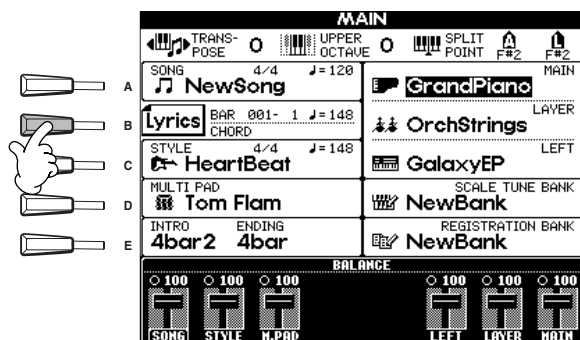 MAIN
TRANS-
POSE 0 UPPER
OCTAVE 0 SPLIT
POINT A
F#2 L
F#2
SONG 4/4 ♩=120
NewSong
MAIN
GrandPiano
A
Lyrics BAR 001- 1 ♩=148
CHORD
LAYER
OrchStrings
B
STYLE 4/4 ♩=148
HeartBeat
LEFT
GalaxyEP
C
MULTI PAD
Tom Flam
SCALE TUNE BANK
NewBank
D
INTRO ENDING
4bar2 4bar
REGISTRATION BANK
NewBank
E
BALANCE
100 100 100 100 100 100
SONG STYLE M.PAD LEFT LAYER MAIN